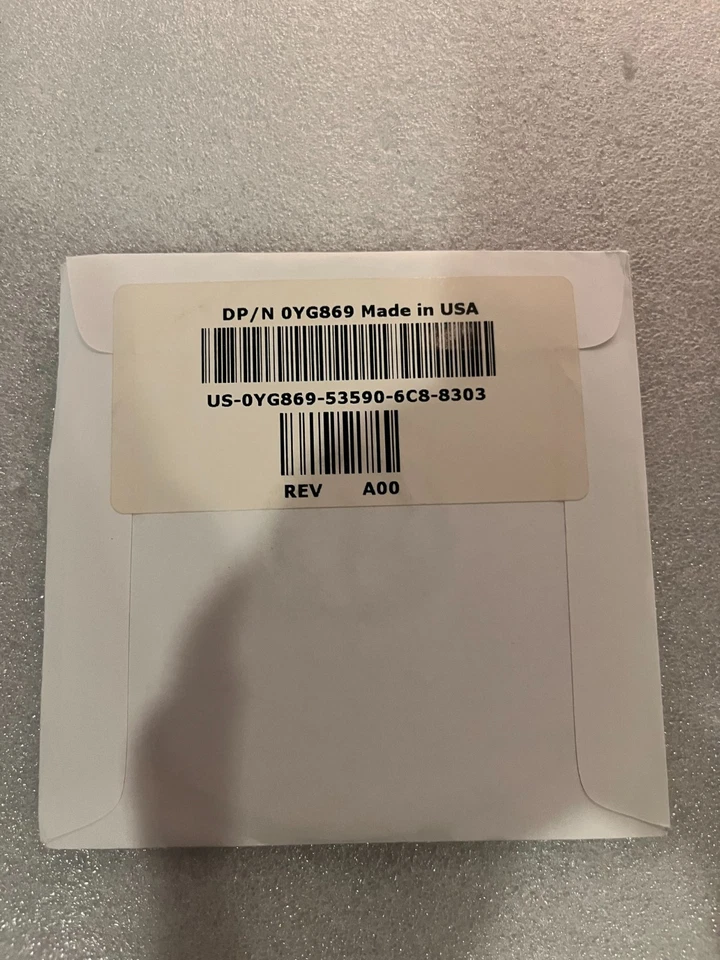 DP/N 0YG869 Made in USA
US-0YG869-53590-6C8-8303
REV A00